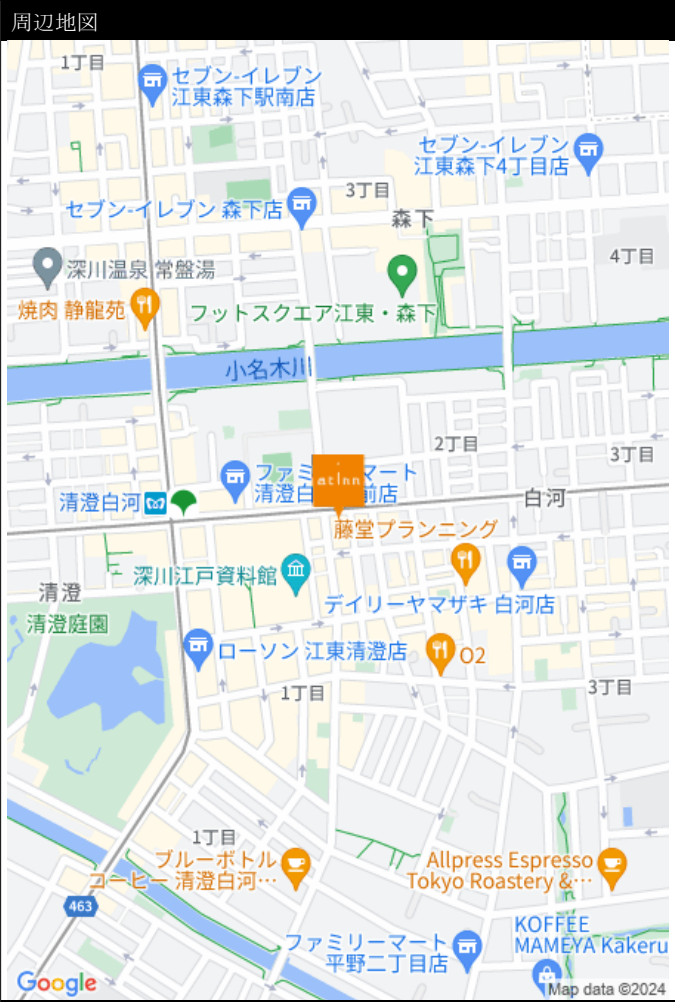 周辺地図
1丁目
セブン-イレブン
江東森下駅南店
セブン-イレブン
江東森下4丁目店
3丁目
セブン-イレブン 森下店
森下
4丁目
深川温泉 常盤湯
焼肉 静龍苑
フットスクエア江東・森下
小名木川
2丁目
3丁目
ファミ
マート
at inn
清澄白
前店
清澄白河
白河
藤堂プランニング
深川江戸資料館
清澄
デイリーヤマザキ 白河店
清澄庭園
ローソン 江東清澄店
O2
1丁目
3丁目
1丁目
ブルーボトル
コーヒー 清澄白河…
Allpress Espresso
Tokyo Roastery &…
463
KOFFEE
MAMEYA Kakeru
ファミリーマート
平野二丁目店
Google
Map data ©2024